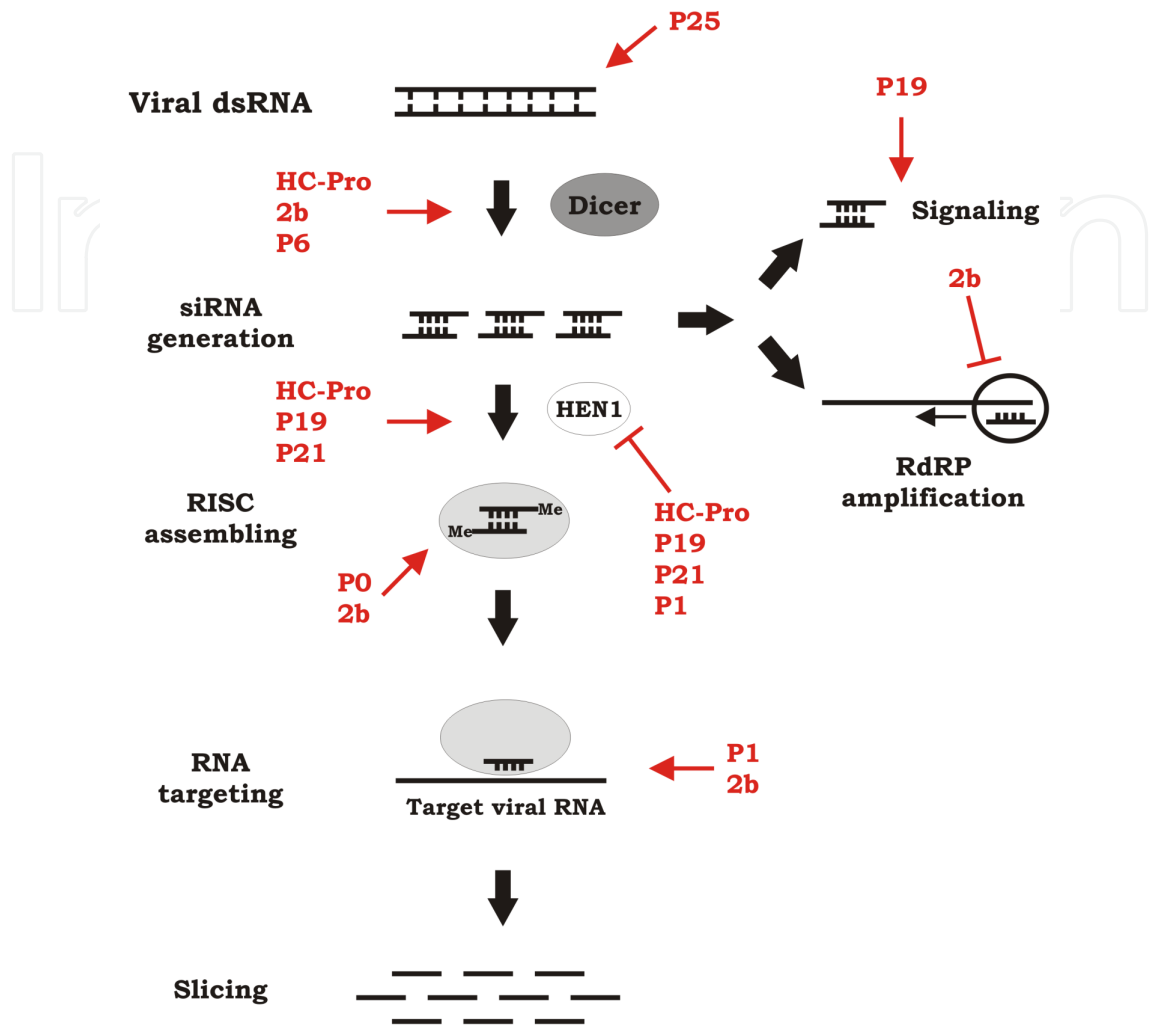 P25
Viral dsRNA
P19
HC-Pro
2b
P6
Dicer
Signaling
2b
siRNA
generation
HC-Pro
P19
P21
HEN1
RdRP
amplification
RISC
assembling
Me
Me
HC-Pro
P19
P21
P1
P0
2b
RNA
targeting
P1
2b
Target viral RNA
Slicing